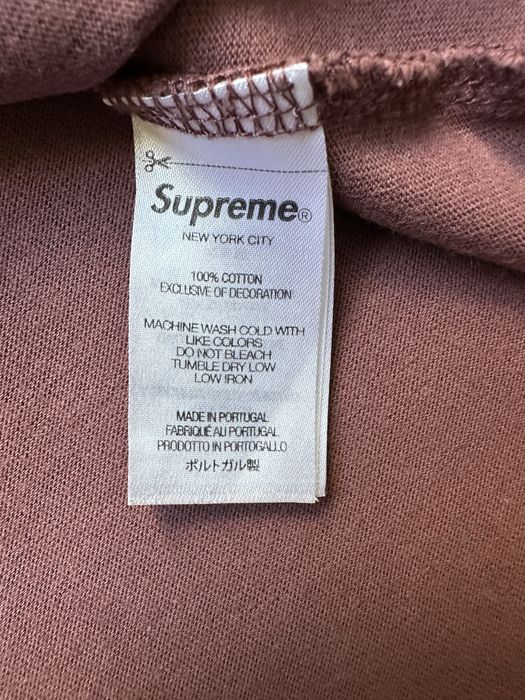 Supreme®
NEW YORK CITY
100% COTTON
EXCLUSIVE OF DECORATION
MACHINE WASH COLD WITH
LIKE COLORS
DO NOT BLEACH
TUMBLE DRY LOW
LOW IRON
MADE IN PORTUGAL
FABRIQUÉ AU PORTUGAL
PRODOTTO IN PORTOGALLO
ポルトガル製